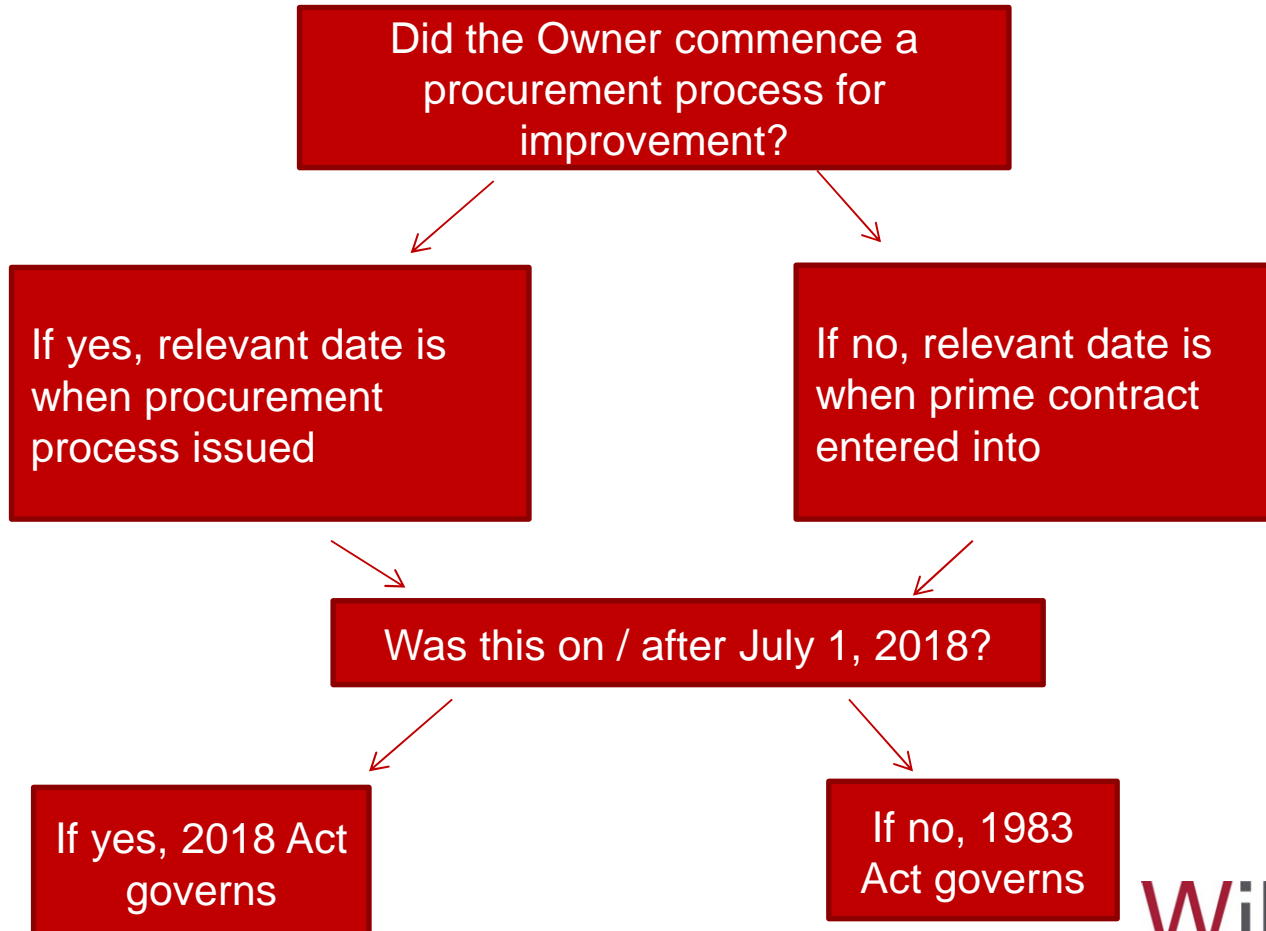 Did the Owner commence a
procurement process for
improvement?
If yes, relevant date is
when procurement
process issued
If no, relevant date is
when prime contract
entered into
Was this on / after July 1, 2018?
If yes, 2018 Act
governs
If no, 1983
Act governs